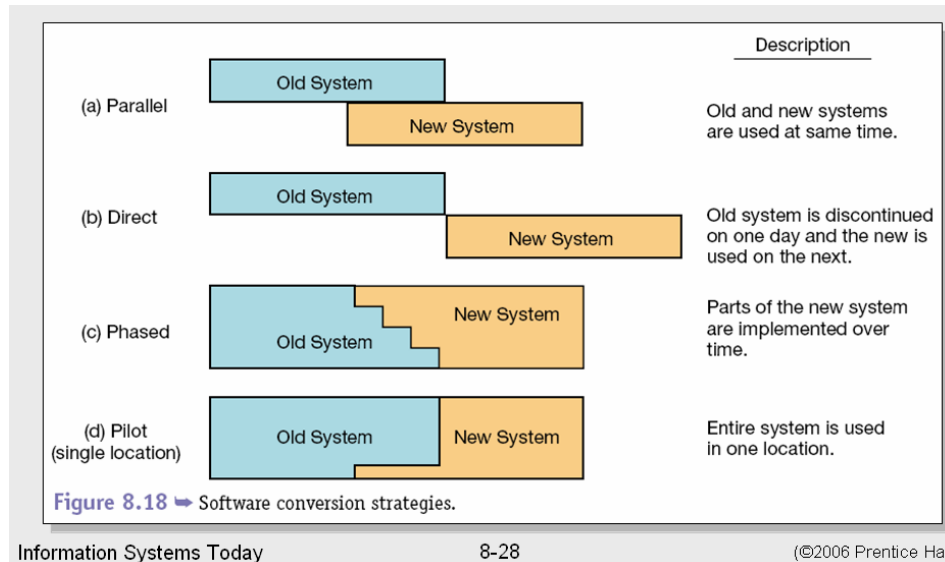 Description
(a) Parallel
Old System
New System
Old and new systems
are used at same time.
(b) Direct
Old System
New System
Old system is discontinued
on one day and the new is
used on the next.
(c) Phased
Old System
New System
Parts of the new system
are implemented over
time.
(d) Pilot
(single location)
Old System
New System
Entire system is used
in one location.
Figure 8.18 ➥ Software conversion strategies.
Information Systems Today
8-28
(©2006 Prentice Ha